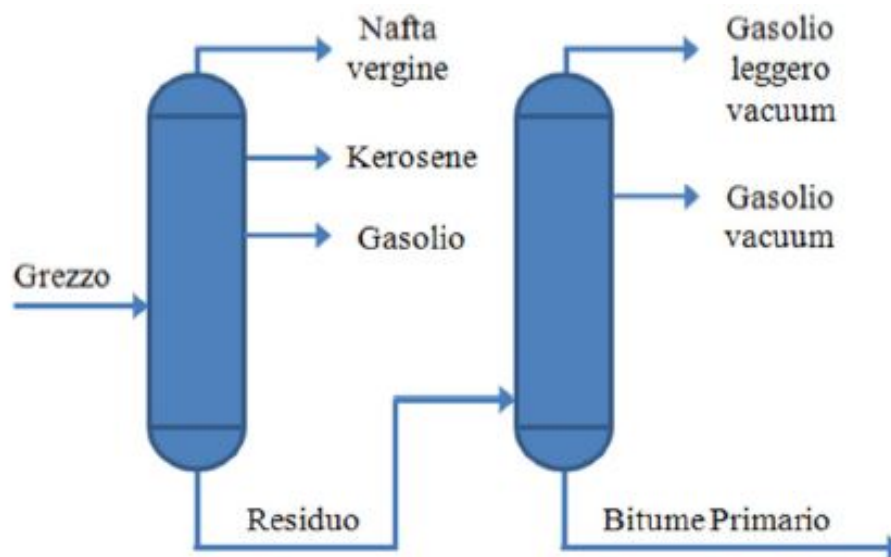 Nafta
vergine
Kerosene
Gasolio
Grezzo
Residuo
Gasolio
leggero
vacuum
Gasolio
vacuum
Bitume Primario